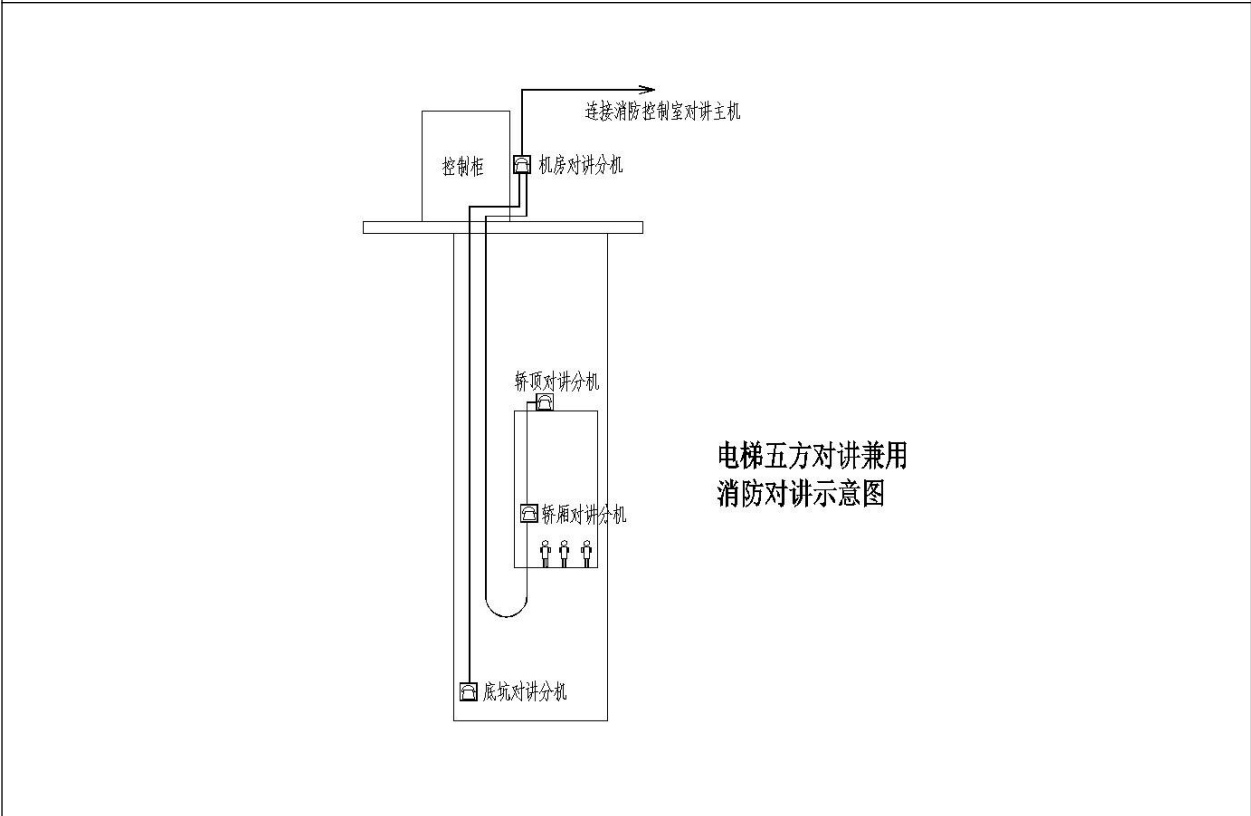 连接消防控制室对讲主机
控制柜
机房对讲分机
轿顶对讲分机
电梯五方对讲兼用
消防对讲示意图
轿厢对讲分机
底坑对讲分机